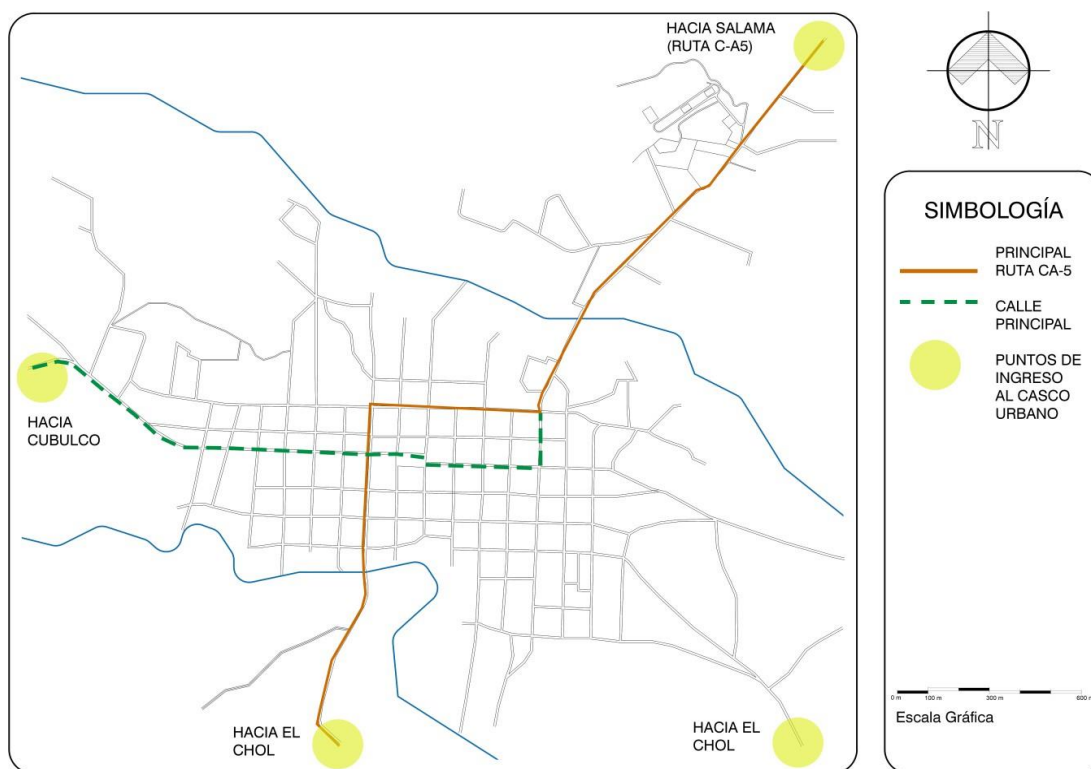 HACIA SALAMA
(RUTA C-A5)
HACIA
CUBULCO
HACIA EL
CHOL
HACIA EL
CHOL
N
SIMBOLOGÍA
PRINCIPAL
RUTA CA-5
CALLE
PRINCIPAL
PUNTOS DE
INGRESO
AL CASCO
URBANO
0 m 100 m 300 m 600 m
Escala Gráfica